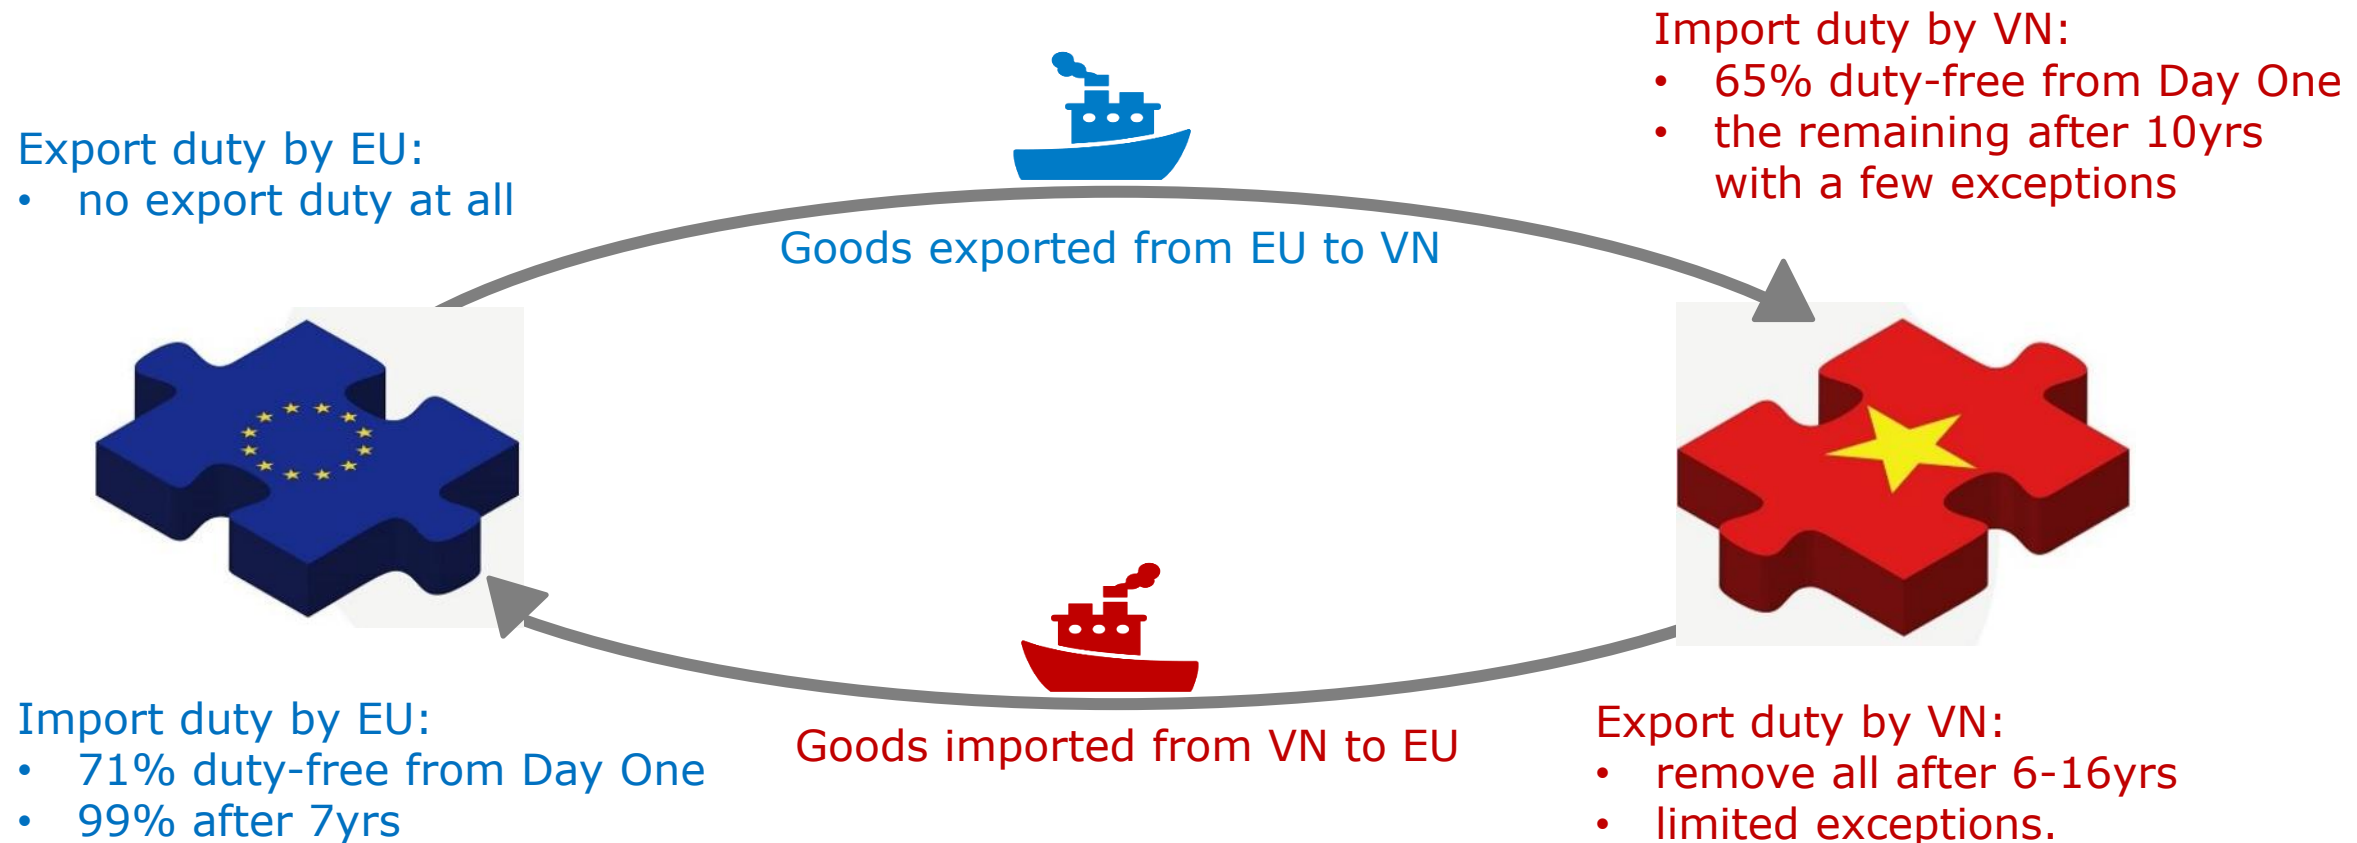 Import duty by VN:
• 65% duty-free from Day One
• the remaining after 10yrs
with a few exceptions
Export duty by EU:
• no export duty at all
Goods exported from EU to VN
Import duty by EU:
• 71% duty-free from Day One
• 99% after 7yrs
Goods imported from VN to EU
Export duty by VN:
• remove all after 6-16yrs
• limited exceptions.